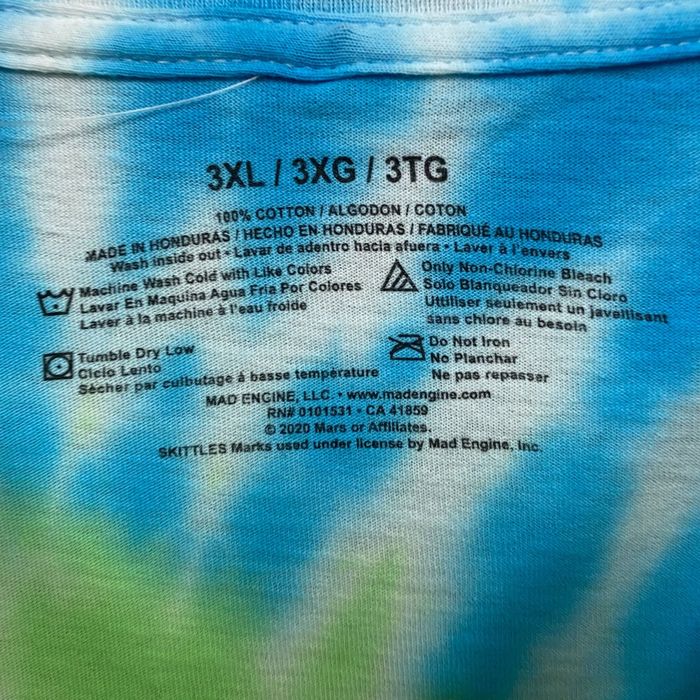 3XL / 3XG / 3TG
100% COTTON / ALGODON / COTON
MADE IN HONDURAS / HECHO EN HONDURAS / FABRIQUÉ AU HONDURAS
Wash inside out • Lavar de adentro hacia afuera • Laver à l'envers
Machine Wash Cold with Like Colors
Lavar En Maquina Agua Fria Por Colores
Laver à la machine à l'eau froide
Only Non-Chlorine Bleach
Solo Blanqueador Sin Cloro
Utiliser seulement un javellisant
sans chlore au besoin
Tumble Dry Low
Ciclo Lento
Sécher par culbutage à basse température
Do Not Iron
No Planchar
Ne pas repasser
MAD ENGINE, LLC. • www.madengine.com
RN# 0101531 • CA 41859
© 2020 Mars or Affiliates.
SKITTLES Marks used under license by Mad Engine, Inc.